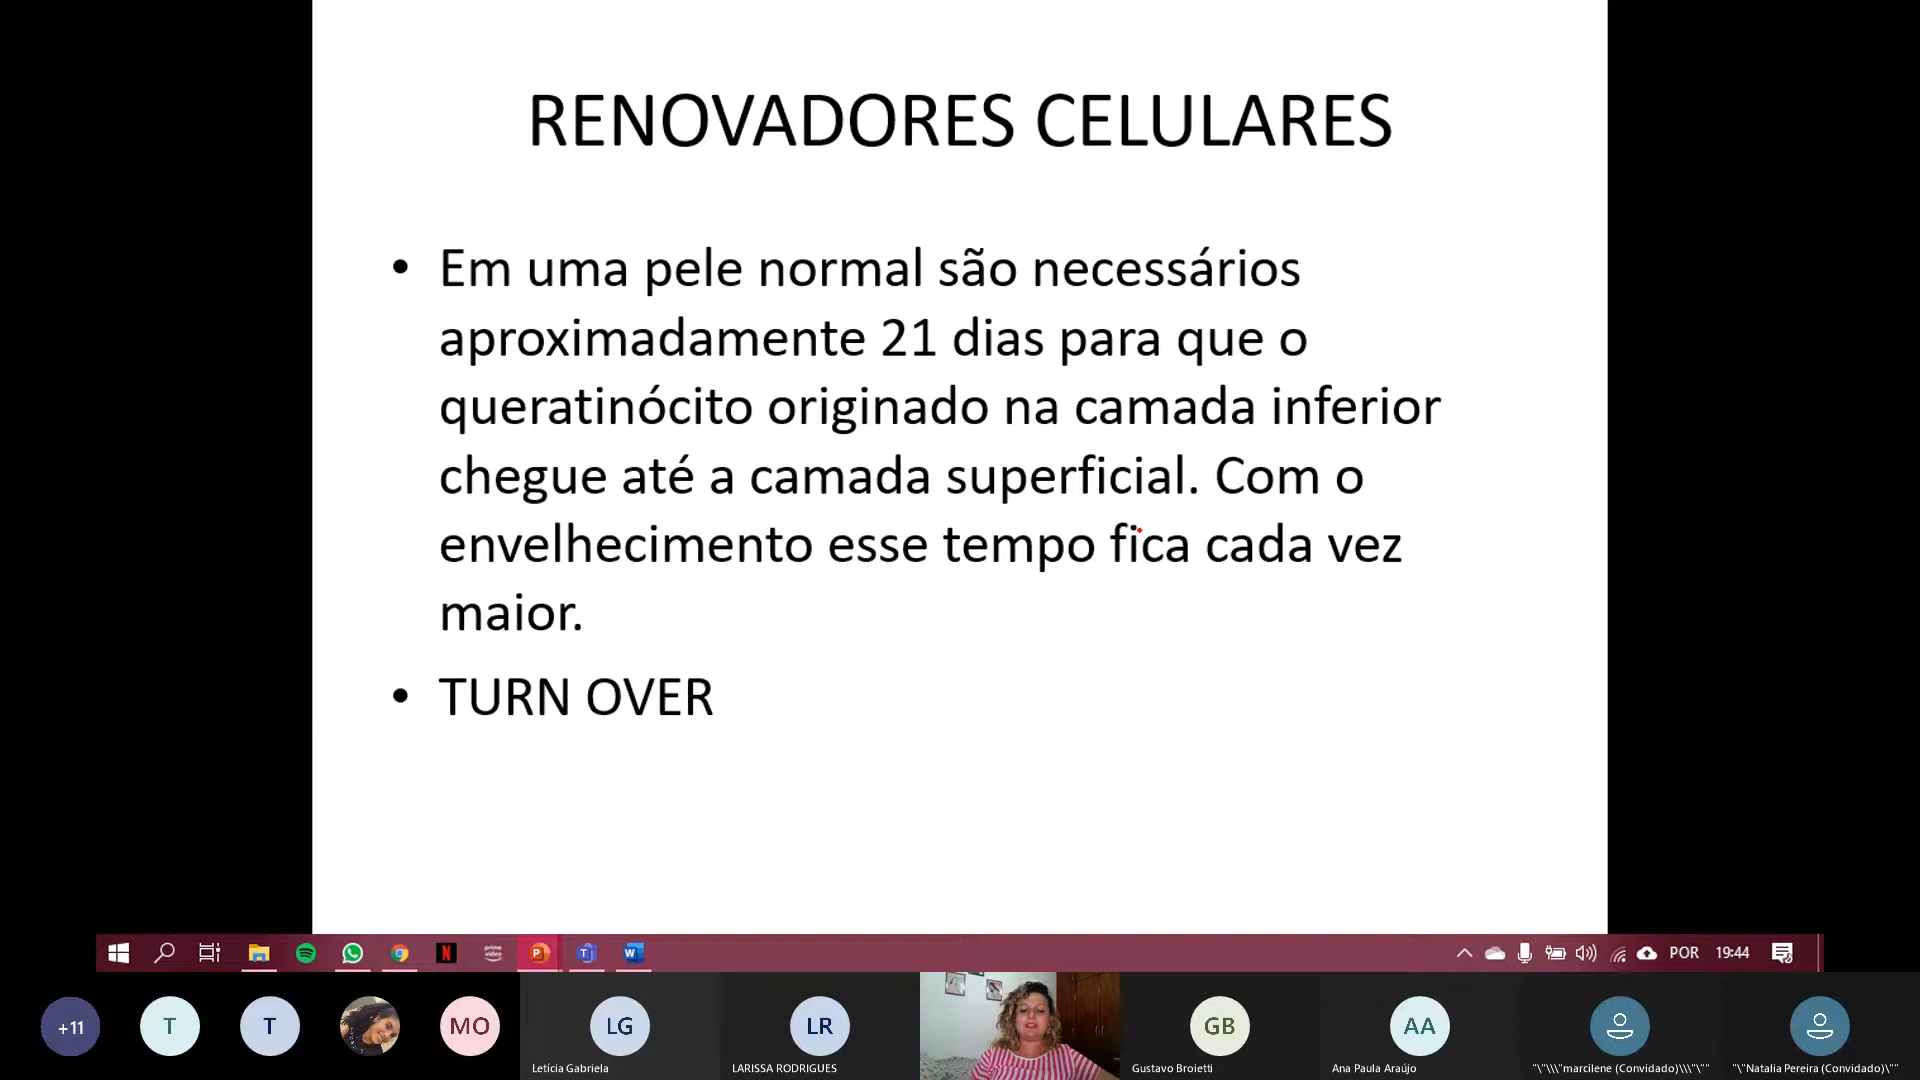 RENOVADORES CELULARES
• Em uma pele normal são necessários
aproximadamente 21 dias para que o
queratinócito originado na camada inferior
chegue até a camada superficial. Com o
envelhecimento esse tempo fica cada vez
maior.
• TURN OVER
N
prime video
P
T
W
POR
19:44
+11
T
T
MO
LG
LR
GB
AA
Letícia Gabriela
LARISSA RODRIGUES
Gustavo Broietti
Ana Paula Araújo
"\"\\\"marcilene (Convidado)\\\"\""
"\"Natalia Pereira (Convidado)\""